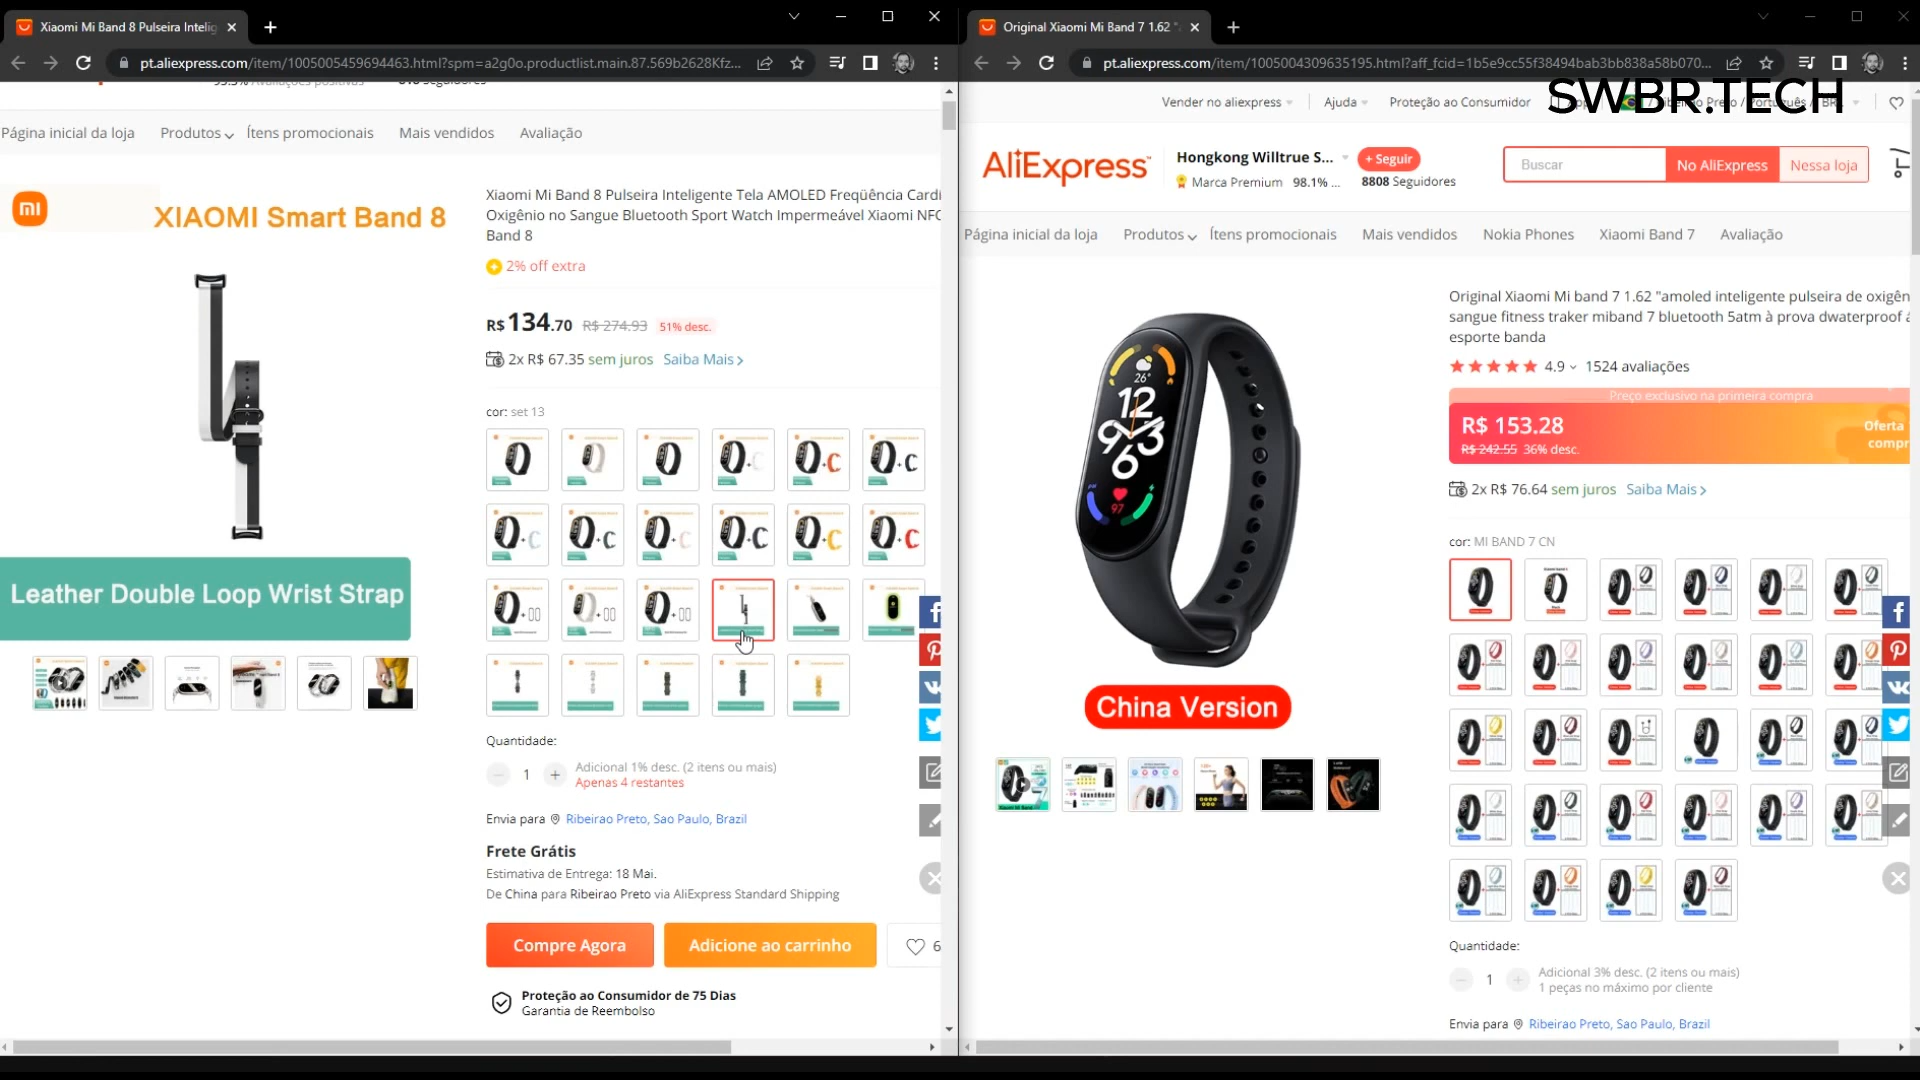 Xiaomi Mi Band 8 Pulseira Intelig
pt.aliexpress.com/item/1005005459694463.html?spm=a2g0o.productlist.main.87.569b2628Kfz...
Página inicial da loja Produtos Ítens promocionais Mais vendidos Avaliação
mi
XIAOMI Smart Band 8
Leather Double Loop Wrist Strap
Xiaomi Mi Band 8 Pulseira Inteligente Tela AMOLED Freqüência Cardi
Oxigênio no Sangue Bluetooth Sport Watch Impermeável Xiaomi NFC
Band 8
2% off extra
R$134.70 R$ 274.93 51% desc.
2x R$ 67.35 sem juros Saiba Mais
cor: set 13
Quantidade:
1
Adicional 1% desc. (2 itens ou mais)
Apenas 4 restantes
Envia para Ribeirao Preto, Sao Paulo, Brazil
Frete Grátis
Estimativa de Entrega: 18 Mai.
De China para Ribeirao Preto via AliExpress Standard Shipping
Compre Agora
Adicione ao carrinho
6
Proteção ao Consumidor de 75 Dias
Garantia de Reembolso
Original Xiaomi Mi Band 7 1.62 "
pt.aliexpress.com/item/1005004309635195.html?aff_fcid=1b5e9cc55f38494bab3bb838a58b070...
SWBR.TECH
Vender no aliexpress Ajuda Proteção ao Consumidor
AliExpress
Hongkong Willtrue S...
+ Seguir
Marca Premium 98.1% ...
8808 Seguidores
Buscar
No AliExpress
Nessa loja
Página inicial da loja Produtos Ítens promocionais Mais vendidos Nokia Phones Xiaomi Band 7 Avaliação
26°
12
9 3
6
97
China Version
Original Xiaomi Mi band 7 1.62 "amoled inteligente pulseira de oxigên
sangue fitness traker miband 7 bluetooth 5atm à prova dwaterproof á
esporte banda
4.9 1524 avaliações
Preço exclusivo na primeira compra
R$ 153.28
R$ 242.55 36% desc.
Oferta
compr
2x R$ 76.64 sem juros Saiba Mais
cor: MI BAND 7 CN
Quantidade:
1
Adicional 3% desc. (2 itens ou mais)
1 peças no máximo por cliente
Envia para Ribeirao Preto, Sao Paulo, Brazil